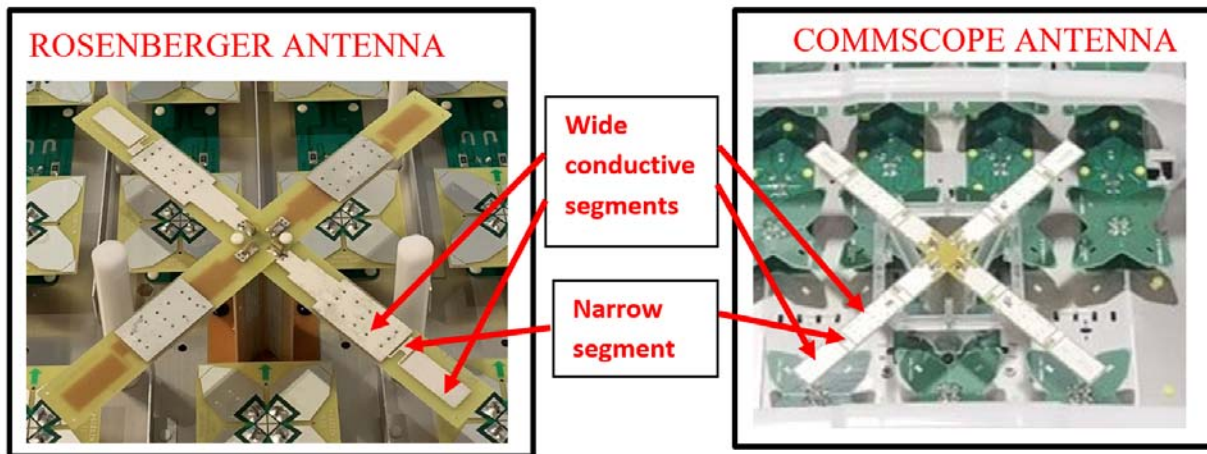 ROSENBERGER ANTENNA
COMMSCOPE ANTENNA
Wide
conductive
segments
Narrow
segment